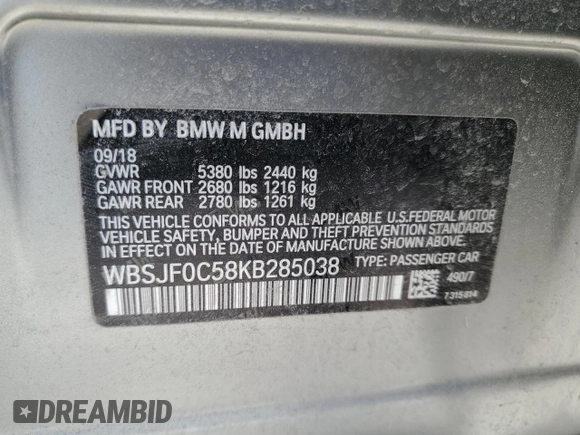 MFD BY BMW M GMBH
09/18
GVWR 5380 lbs 2440 kg
GAWR FRONT 2680 lbs 1216 kg
GAWR REAR 2780 lbs 1261 kg
THIS VEHICLE CONFORMS TO ALL APPLICABLE U.S.FEDERAL MOTOR
VEHICLE SAFETY, BUMPER AND THEFT PREVENTION STANDARDS
IN EFFECT ON THE DATE OF MANUFACTURE SHOWN ABOVE.
WBSJF0C58KB285038 TYPE: PASSENGER CAR
490/7
7315814
DREAMBID